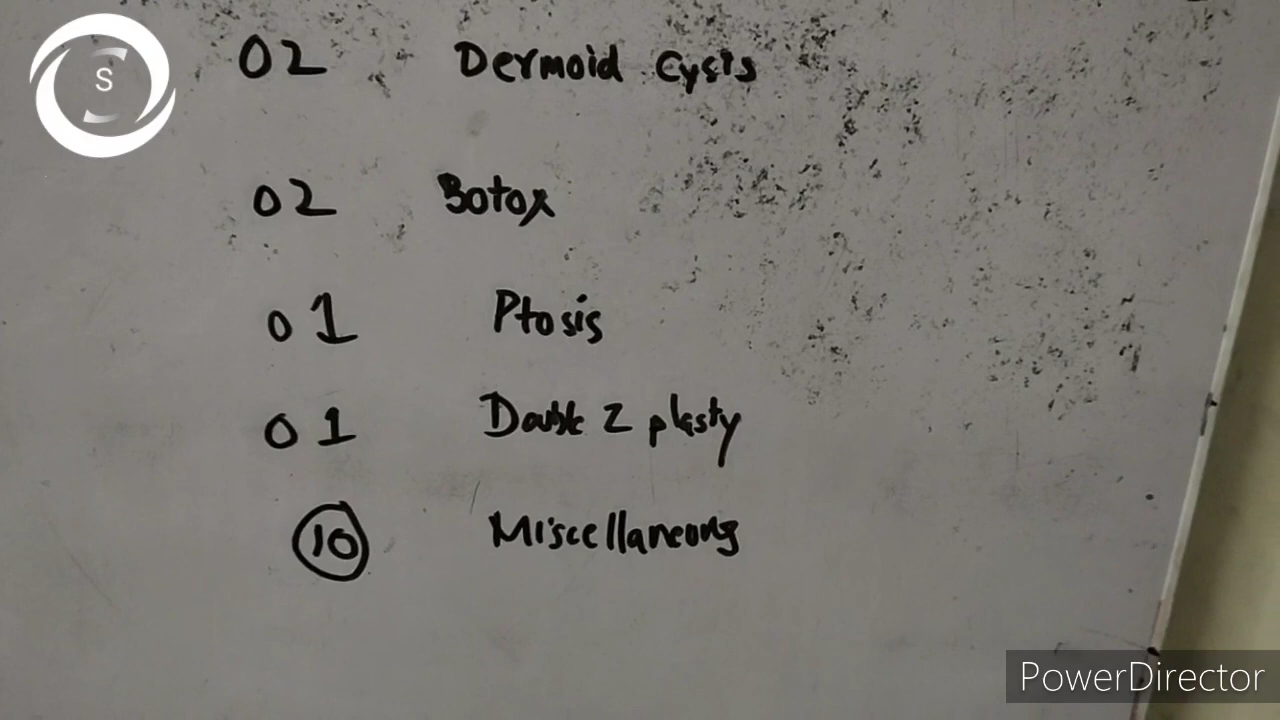 S
02 Dermoid Cysts
02 Botox
01 Ptosis
01 Double Z plasty
10 Miscellaneous
PowerDirector